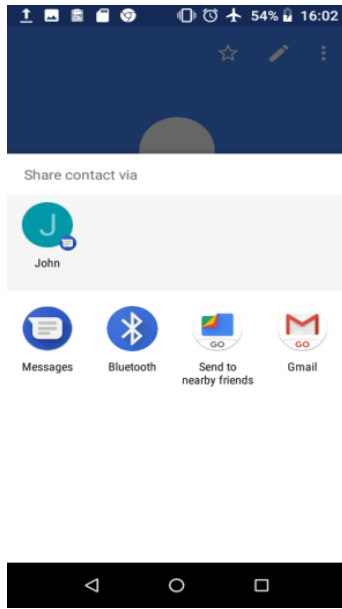 54% 16:02
Share contact via
J
John
Messages Bluetooth Send to nearby friends Gmail
GO GO